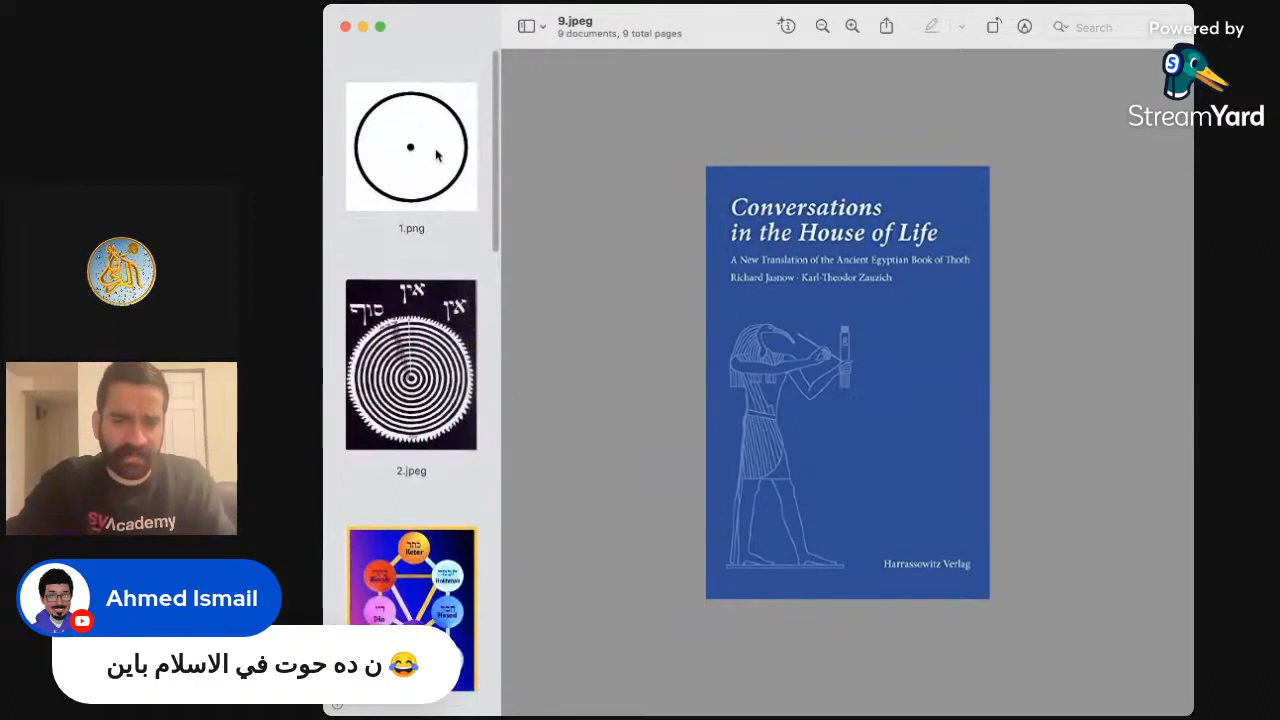 9.jpeg
9 documents, 9 total pages
Search
Powered by
StreamYard
1.png
אין
אין
סוף
2.jpeg
כתר
Keter
Hokhmah
Hesed
Conversations
in the House of Life
A New Translation of the Ancient Egyptian Book of Thoth
Richard Jasnow · Karl-Theodor Zauzich
Harrassowitz Verlag
SVAcademy
Ahmed Ismail
ن ده حوت في الاسلام باين 😂